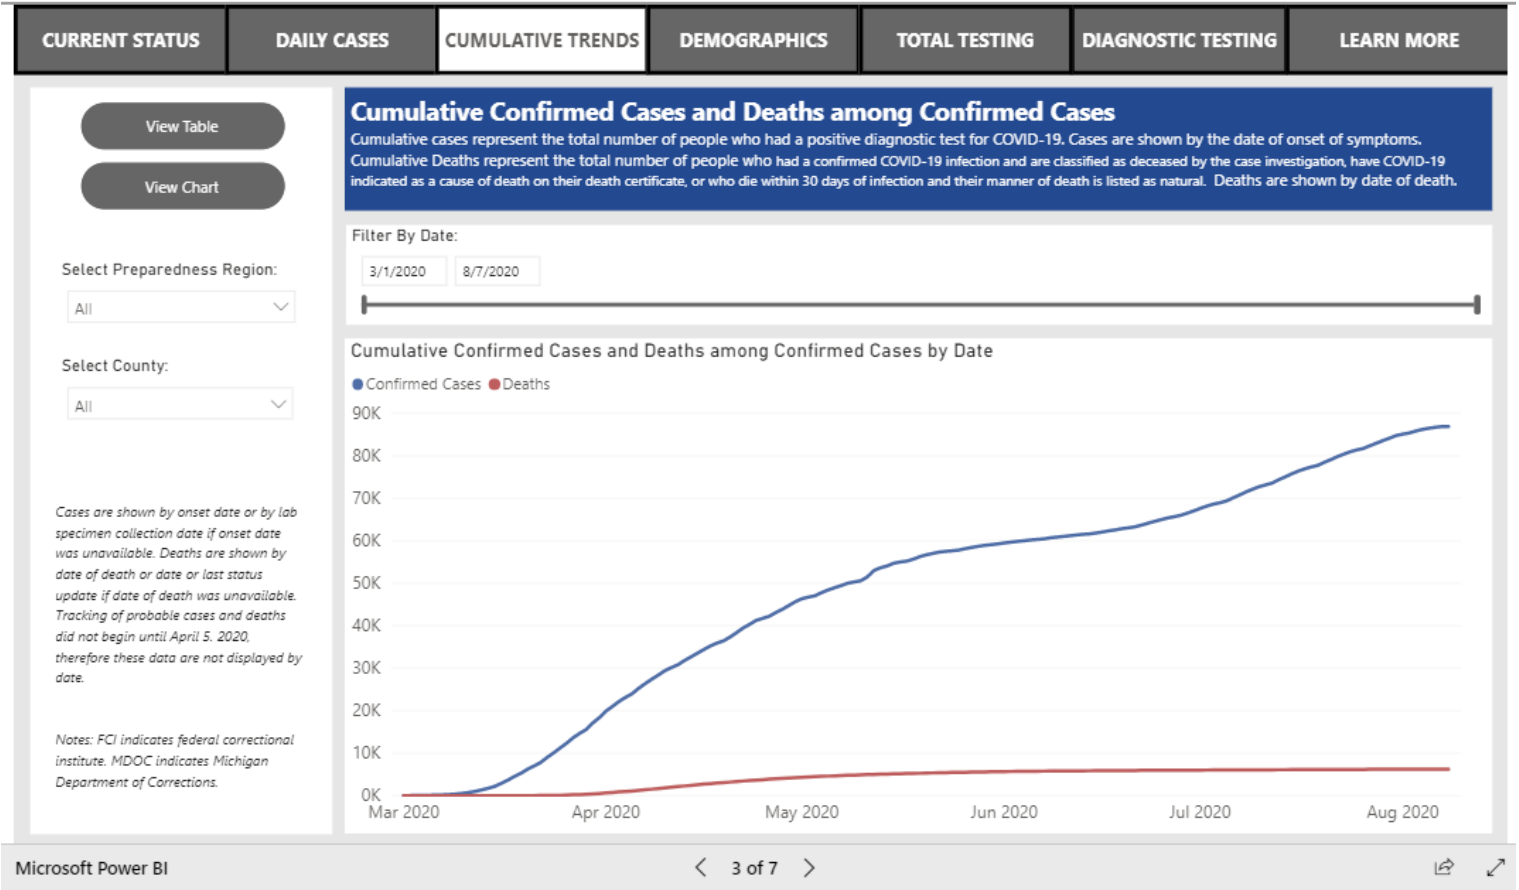 CURRENT STATUS
DAILY CASES
CUMULATIVE TRENDS
DEMOGRAPHICS
TOTAL TESTING
DIAGNOSTIC TESTING
LEARN MORE
View Table
View Chart
Select Preparedness Region:
All
Select County:
All
Cases are shown by onset date or by lab
specimen collection date if onset date
was unavailable. Deaths are shown by
date of death or date or last status
update if date of death was unavailable.
Tracking of probable cases and deaths
did not begin until April 5. 2020,
therefore these data are not displayed by
date.
Notes: FCI indicates federal correctional
institute. MDOC indicates Michigan
Department of Corrections.
Cumulative Confirmed Cases and Deaths among Confirmed Cases
Cumulative cases represent the total number of people who had a positive diagnostic test for COVID-19. Cases are shown by the date of onset of symptoms.
Cumulative Deaths represent the total number of people who had a confirmed COVID-19 infection and are classified as deceased by the case investigation, have COVID-19
indicated as a cause of death on their death certificate, or who die within 30 days of infection and their manner of death is listed as natural. Deaths are shown by date of death.
Filter By Date:
3/1/2020
8/7/2020
Cumulative Confirmed Cases and Deaths among Confirmed Cases by Date
Confirmed Cases Deaths
90K
80K
70K
60K
50K
40K
30K
20K
10K
0K
Mar 2020
Apr 2020
May 2020
Jun 2020
Jul 2020
Aug 2020
Microsoft Power BI
3 of 7